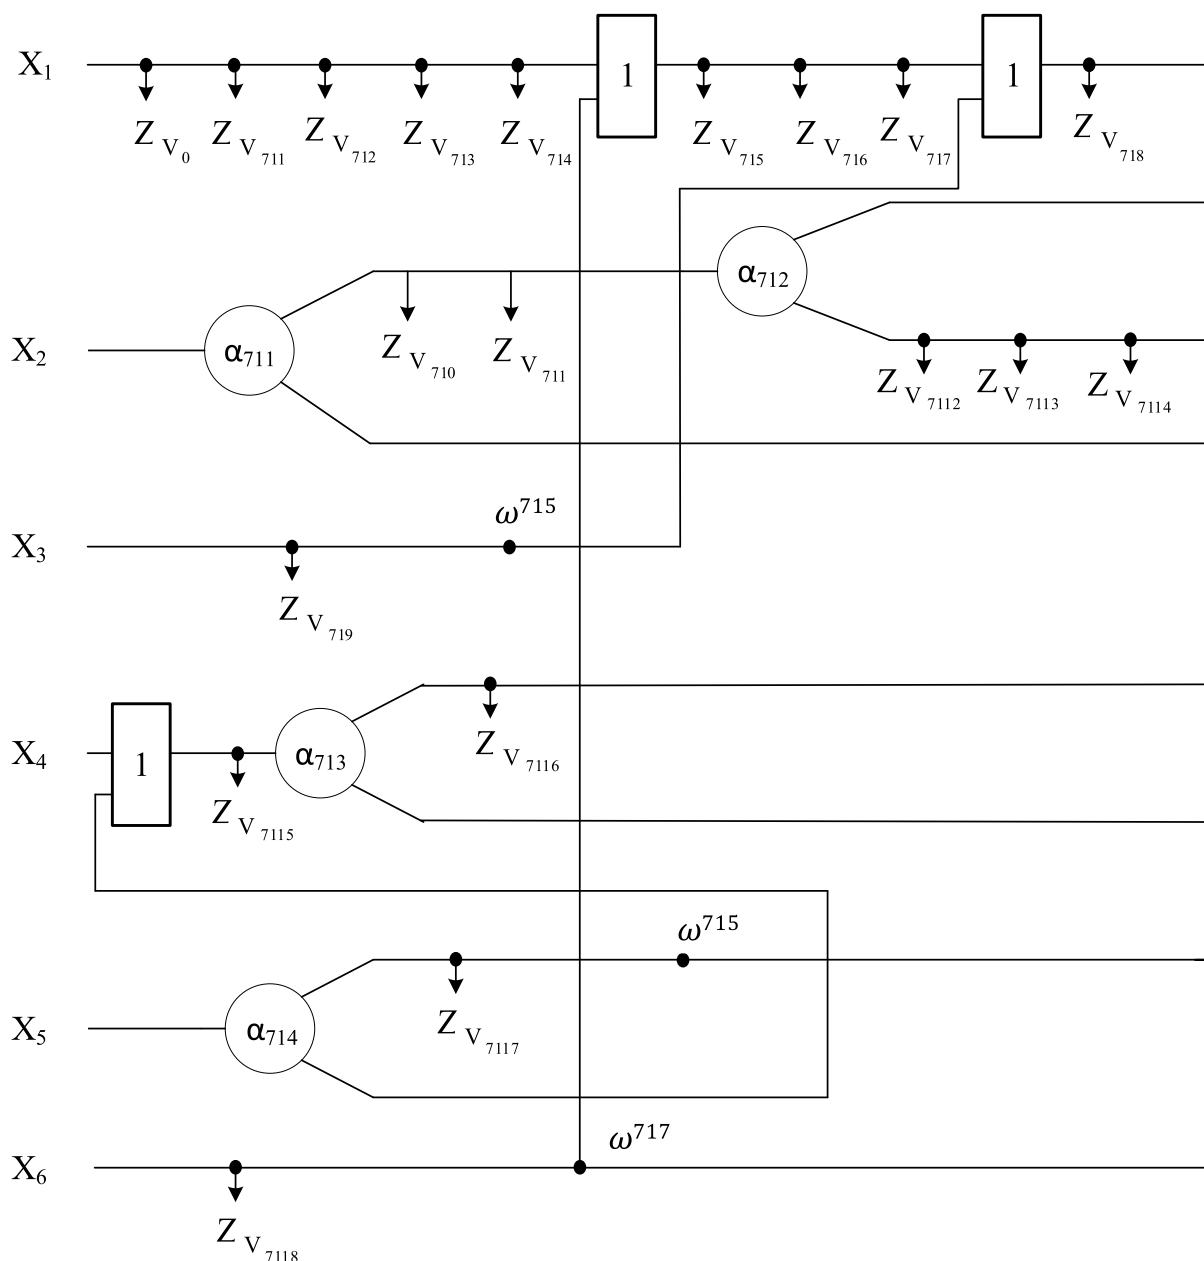 X₁
1
1
Z V₀ Z V₇₁₁ Z V₇₁₂ Z V₇₁₃ Z V₇₁₄ Z V₇₁₅ Z V₇₁₆ Z V₇₁₇ Z V₇₁₈
α₇₁₂
X₂
α₇₁₁
Z V₇₁₀ Z V₇₁₁
Z V₇₁₁₂ Z V₇₁₁₃ Z V₇₁₁₄
ω⁷¹⁵
X₃
Z V₇₁₉
X₄
1
α₇₁₃
Z V₇₁₁₆
Z V₇₁₁₅
ω⁷¹⁵
X₅
α₇₁₄
Z V₇₁₁₇
ω⁷¹⁷
X₆
Z V₇₁₁₈